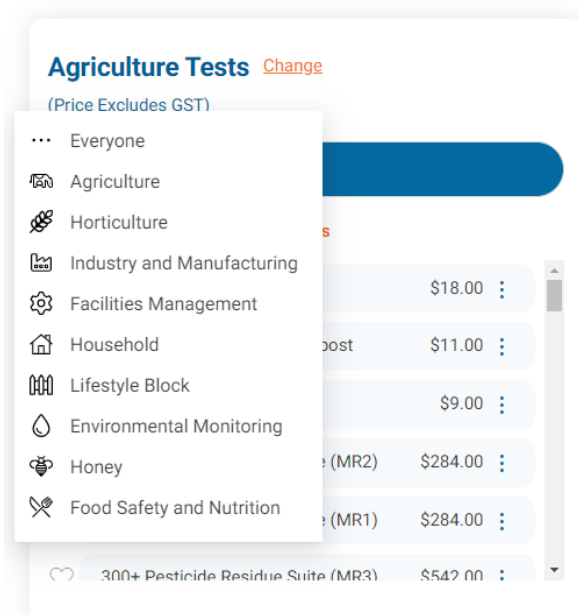 Agriculture Tests Change
(Price Excludes GST)
Everyone
Agriculture
Horticulture
Industry and Manufacturing
Facilities Management
Household
Lifestyle Block
Environmental Monitoring
Honey
Food Safety and Nutrition
s
$18.00
post $11.00
$9.00
e (MR2) $284.00
e (MR1) $284.00
300+ Pesticide Residue Suite (MR3) $542.00